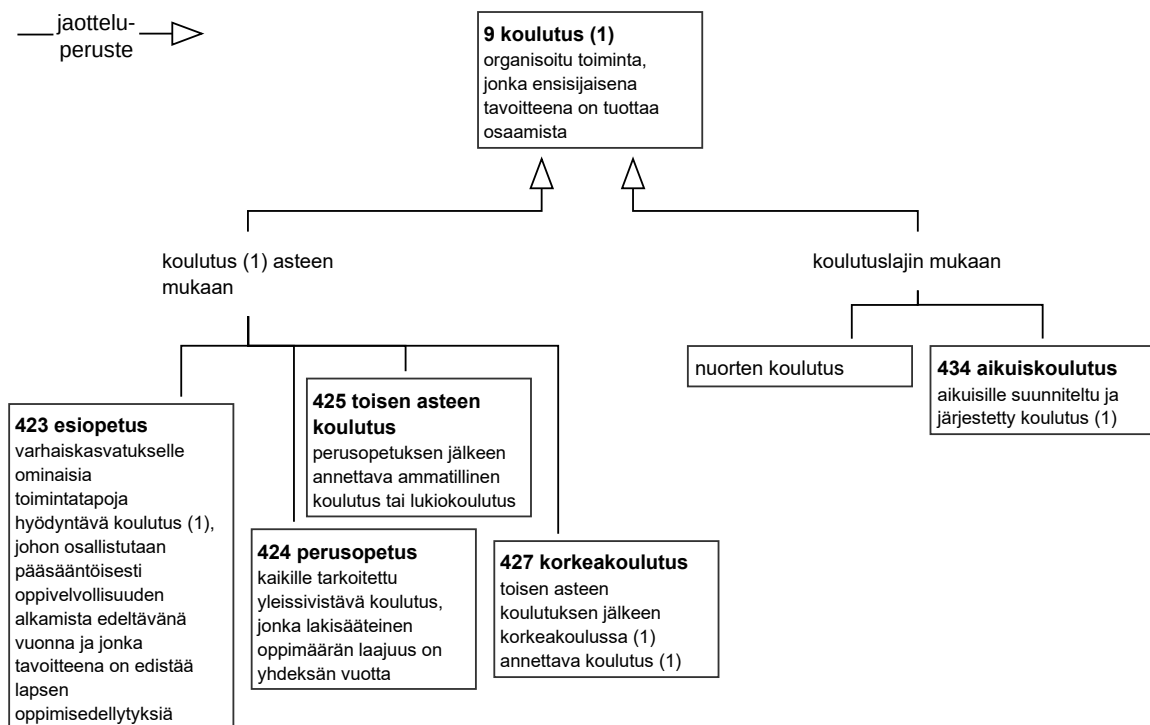 jaottelu-
peruste
9 koulutus (1)
organisoitu toiminta,
jonka ensisijaisena
tavoitteena on tuottaa
osaamista
koulutus (1) asteen
mukaan
koulutuslajin mukaan
nuorten koulutus
434 aikuiskoulutus
aikuisille suunniteltu ja
järjestetty koulutus (1)
423 esiopetus
varhaiskasvatukselle
ominaisia
toimintatapoja
hyödyntävä koulutus (1),
johon osallistutaan
pääsääntöisesti
oppivelvollisuuden
alkamista edeltävänä
vuonna ja jonka
tavoitteena on edistää
lapsen
oppimisedellytyksiä
425 toisen asteen
koulutus
perusopetuksen jälkeen
annettava ammatillinen
koulutus tai lukiokoulutus
424 perusopetus
kaikille tarkoitettu
yleissivistävä koulutus,
jonka lakisääteinen
oppimäärän laajuus on
yhdeksän vuotta
427 korkeakoulutus
toisen asteen
koulutuksen jälkeen
korkeakoulussa (1)
annettava koulutus (1)